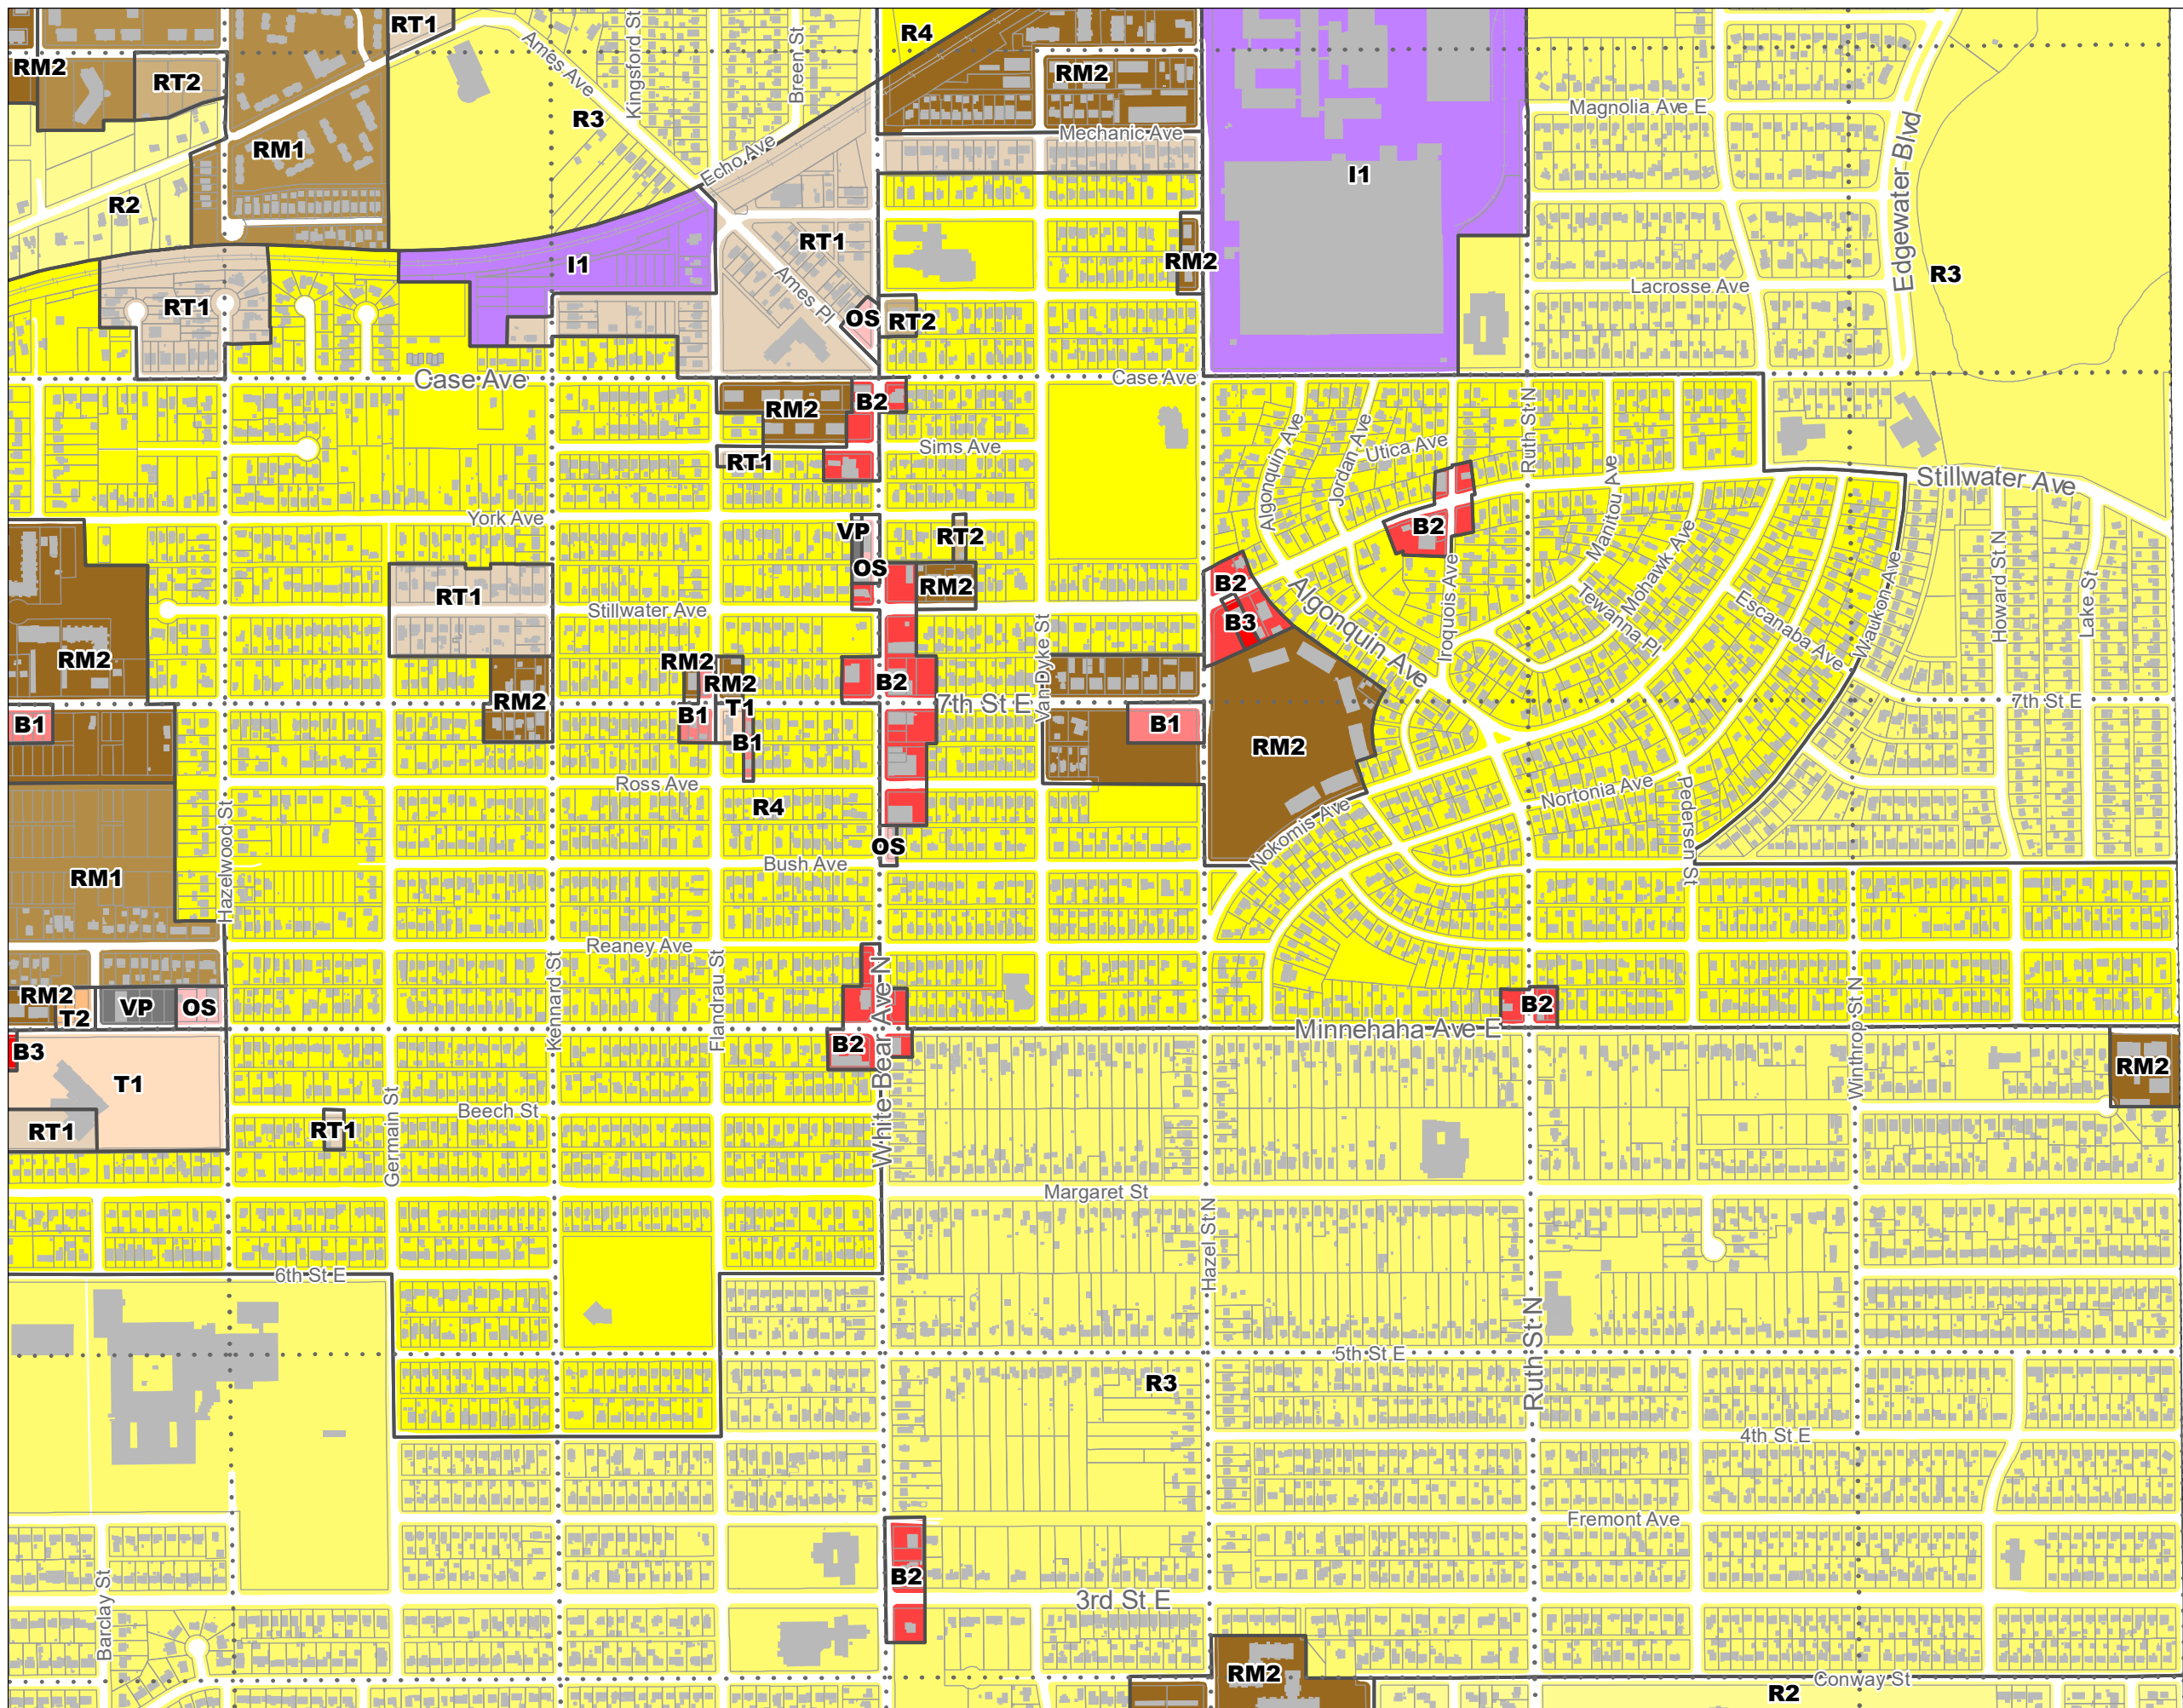 RT1
R4
RM2
RT2
Ames Ave
Kingsford St
Breen St
RM2
Magnolia Ave E
R3
Mechanic Ave
RM1
Echo Ave
Edgewater Blvd
I1
R2
RT1
RM2
I1
R3
Lacrosse Ave
RT1
Ames Pl
OS
RT2
Case Ave
Case Ave
RM2
B2
Sims Ave
RT1
Algonquin Ave
Jordan Ave
Utica Ave
Ruth St N
Manitou Ave
Stillwater Ave
York Ave
VP
RT2
B2
OS
RM2
B2
RT1
Stillwater Ave
B3
Algonquin Ave
Iroquois Ave
Tewanna Pl
Mohawk Ave
Escanaba Ave
Waukon Ave
Howard St N
Lake St
Van Dyke St
RM2
RM2
RM2
B2
RM2
7th St E
7th St E
B1
B1
T1
B1
B1
RM2
Ross Ave
R4
Nortonia Ave
Pedersen St
Nokomis Ave
OS
Bush Ave
RM1
Hazelwood St
Reaney Ave
Kennard St
Flandrau St
White Bear Ave N
Winthrop St N
RM2
T2
VP
OS
B2
Minnehaha Ave E
B2
B3
RM2
T1
RT1
RT1
Beech St
Germain St
Margaret St
Hazel St N
6th St E
Ruth St N
5th St E
R3
4th St E
Fremont Ave
B2
3rd St E
Barclay St
RM2
Conway St
R2